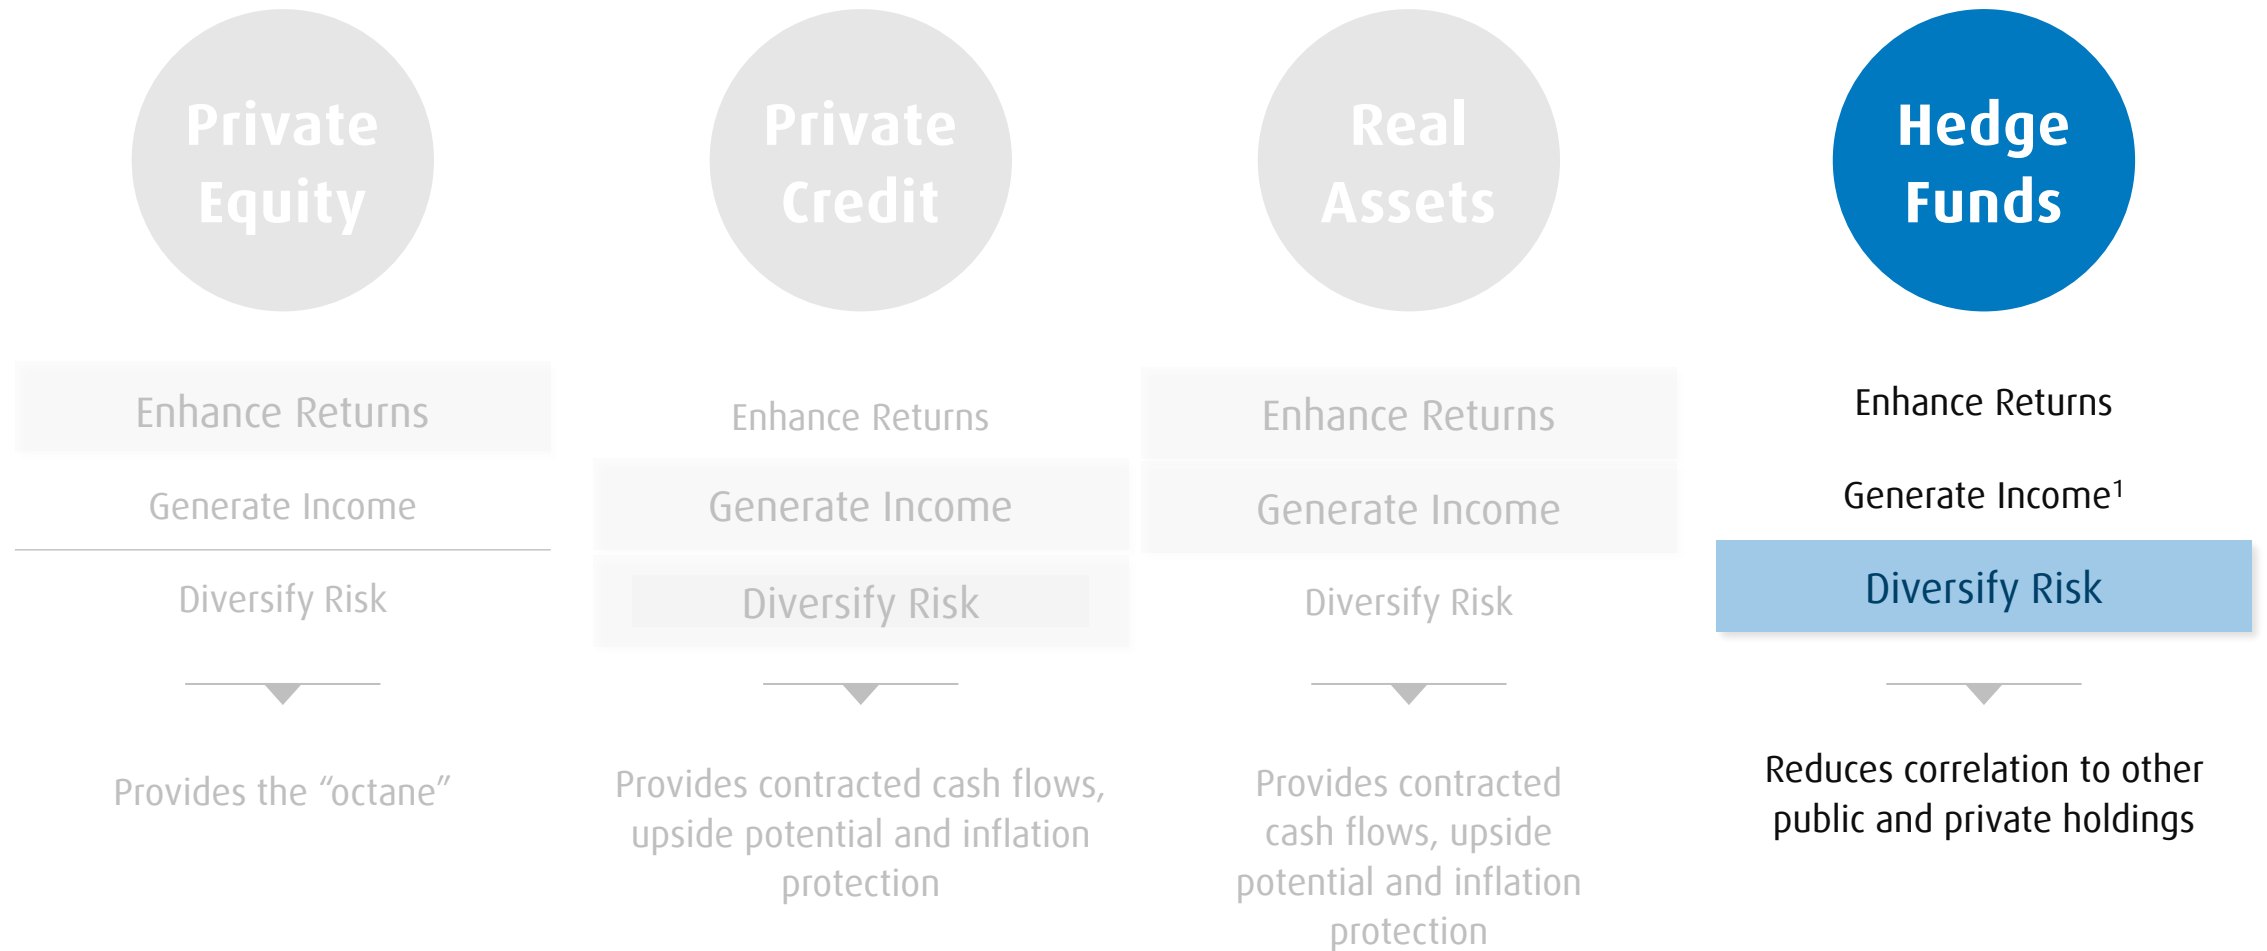 Private
Equity
Enhance Returns
Generate Income
Diversify Risk
Provides the “octane”
Private
Credit
Enhance Returns
Generate Income
Diversify Risk
Provides contracted cash flows,
upside potential and inflation
protection
Real
Assets
Enhance Returns
Generate Income
Diversify Risk
Provides contracted
cash flows, upside
potential and inflation
protection
Hedge
Funds
Enhance Returns
Generate Income¹
Diversify Risk
Reduces correlation to other
public and private holdings